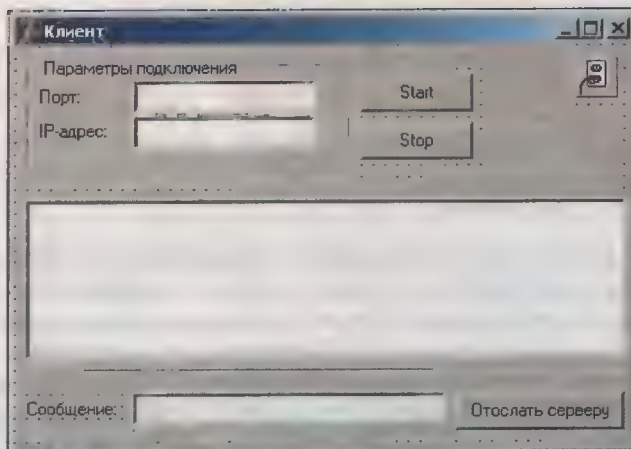 Клиент
Параметры подключения
Порт:
Start
IP-адрес:
Stop
Сообщение:
Отослать серверу